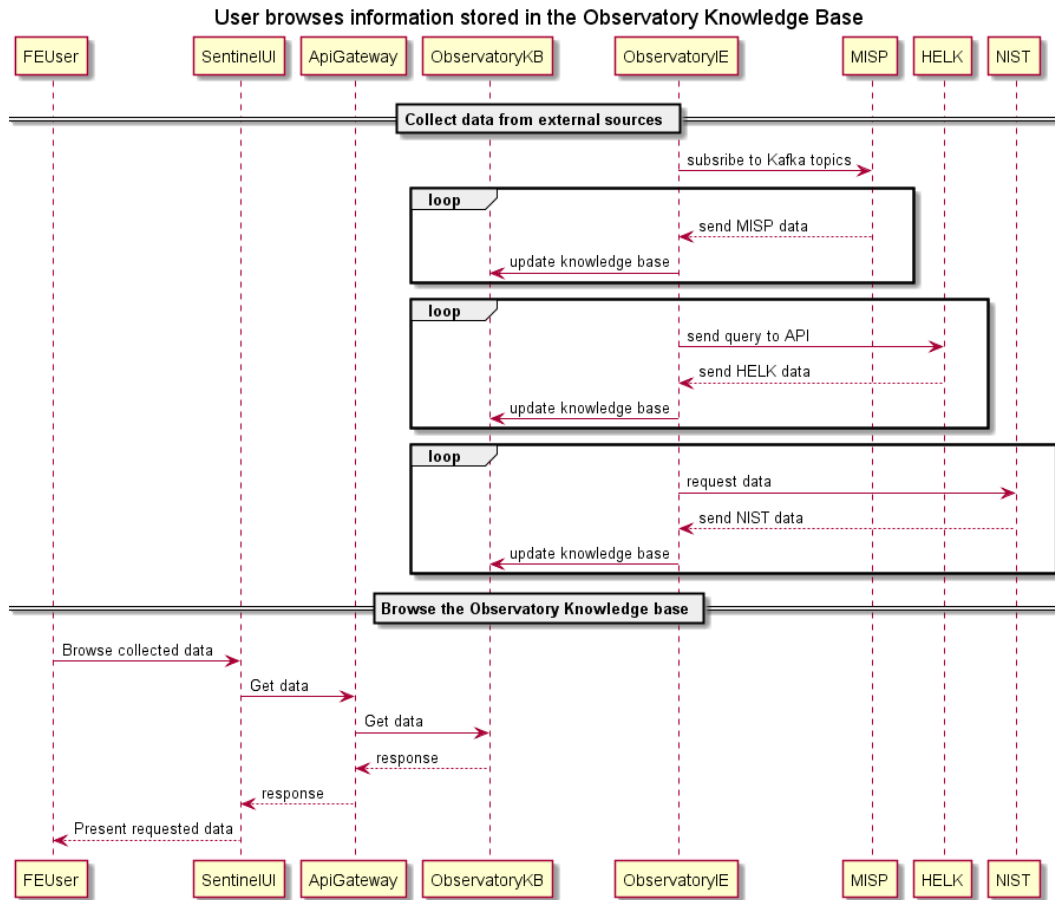 User browses information stored in the Observatory Knowledge Base
FEUser SentinelUI ApiGateway ObservatoryKB ObservatoryIE MISP HELK NIST
Collect data from external sources
subsribe to Kafka topics
loop
send MISP data
update knowledge base
loop
send query to API
send HELK data
update knowledge base
loop
request data
send NIST data
update knowledge base
Browse the Observatory Knowledge base
Browse collected data
Get data
Get data
response
response
Present requested data
FEUser SentinelUI ApiGateway ObservatoryKB ObservatoryIE MISP HELK NIST